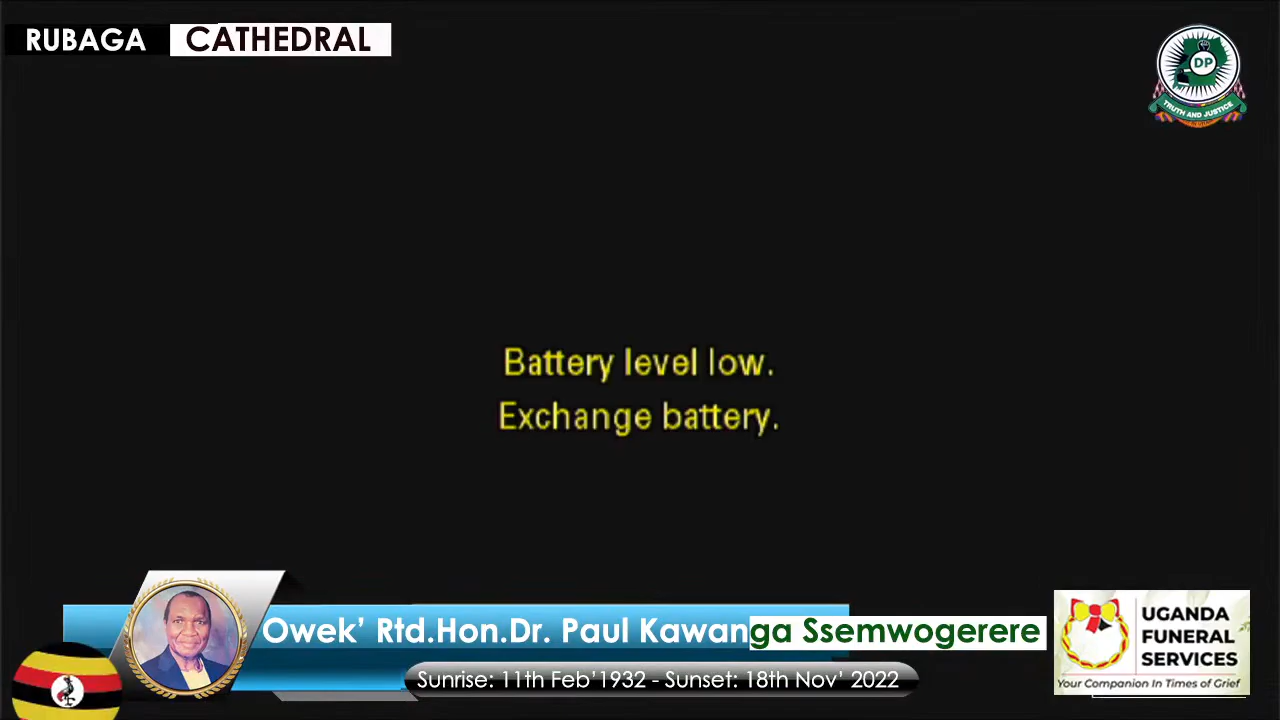 RUBAGA CATHEDRAL
DP
TRUTH AND JUSTICE
Battery level low.
Exchange battery.
Owek’ Rtd.Hon.Dr. Paul Kawanga Ssemwogerere
Sunrise: 11th Feb’1932 - Sunset: 18th Nov’ 2022
UGANDA
FUNERAL
SERVICES
Your Companion In Times of Grief